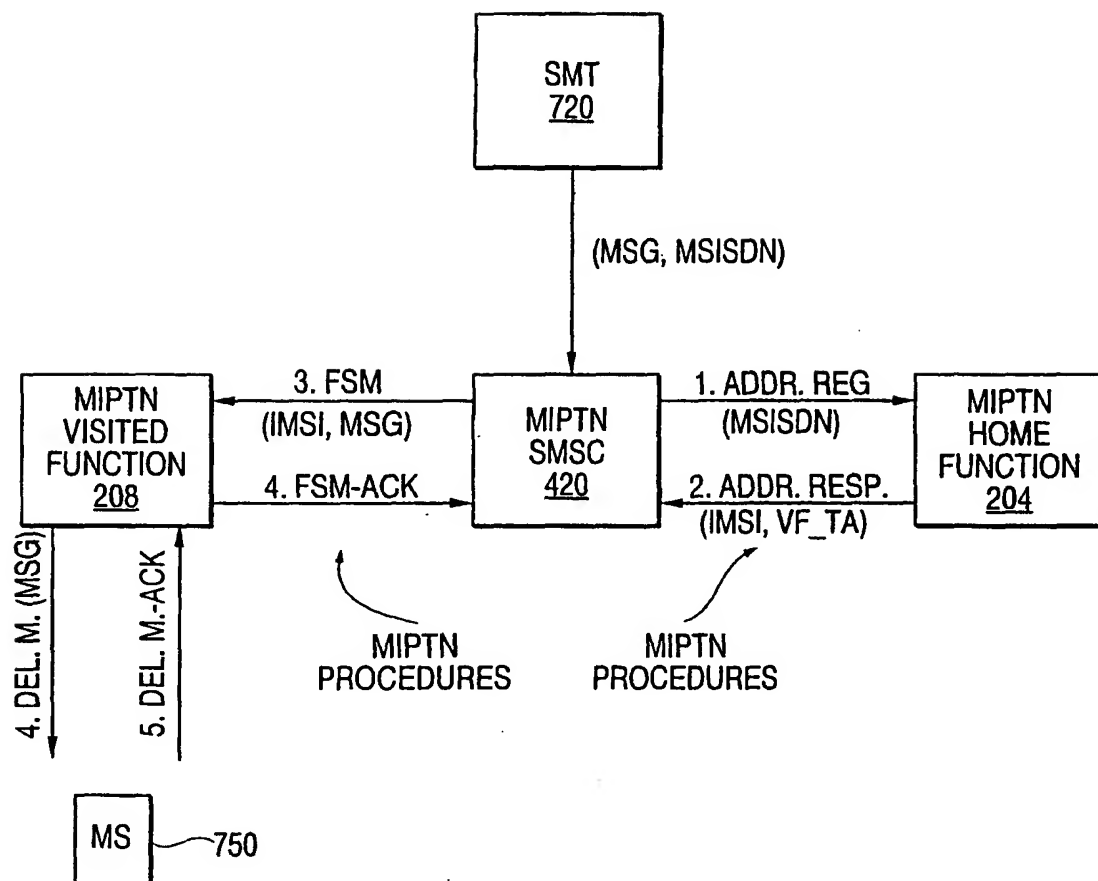 SMT
720
(MSG, MSISDN)
MIPTN
VISITED
FUNCTION
208
3. FSM
(IMSI, MSG)
4. FSM-ACK
MIPTN
SMSC
420
1. ADDR. REG
(MSISDN)
2. ADDR. RESP.
(IMSI, VF_TA)
MIPTN
HOME
FUNCTION
204
4. DEL. M. (MSG)
5. DEL. M.-ACK
MIPTN
PROCEDURES
MIPTN
PROCEDURES
MS
750